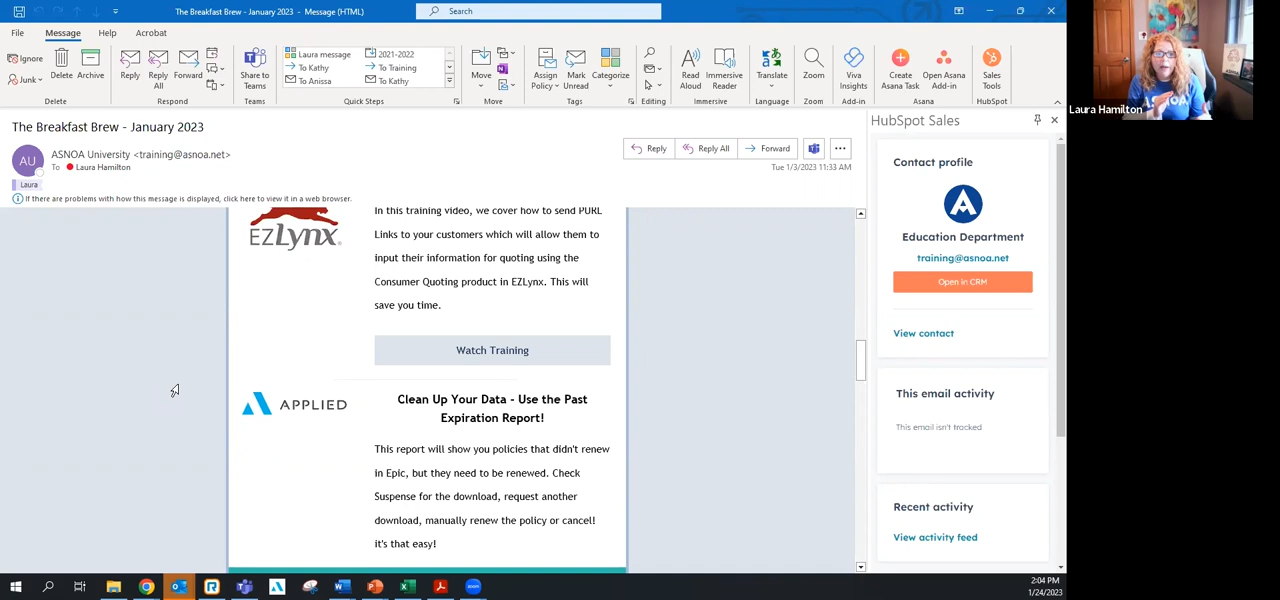 The Breakfast Brew - January 2023 - Message (HTML)
Search
File
Message
Help
Acrobat
Ignore
Junk
Delete
Archive
Reply
Reply All
Forward
Share to Teams
Laura message
To Kathy
To Anissa
2021-2022
To Training
To Kathy
Move
Assign Policy
Mark Unread
Categorize
Read Aloud
Immersive Reader
Translate
Zoom
Viva Insights
Create Asana Task
Open Asana Add-in
Sales Tools
Delete
Respond
Teams
Quick Steps
Move
Tags
Editing
Immersive
Language
Zoom
Add-in
Asana
HubSpot
Laura Hamilton
The Breakfast Brew - January 2023
AU
ASNOA University <training@asnoa.net>
To Laura Hamilton
Laura
Reply
Reply All
Forward
Tue 1/3/2023 11:33 AM
If there are problems with how this message is displayed, click here to view it in a web browser.
EZLynx.
In this training video, we cover how to send PURL
Links to your customers which will allow them to
input their information for quoting using the
Consumer Quoting product in EZLynx. This will
save you time.
Watch Training
APPLIED
Clean Up Your Data - Use the Past
Expiration Report!
This report will show you policies that didn't renew
in Epic, but they need to be renewed. Check
Suspense for the download, request another
download, manually renew the policy or cancel!
it's that easy!
HubSpot Sales
Contact profile
Education Department
training@asnoa.net
Open in CRM
View contact
This email activity
This email isn't tracked
Recent activity
View activity feed
2:04 PM
1/24/2023